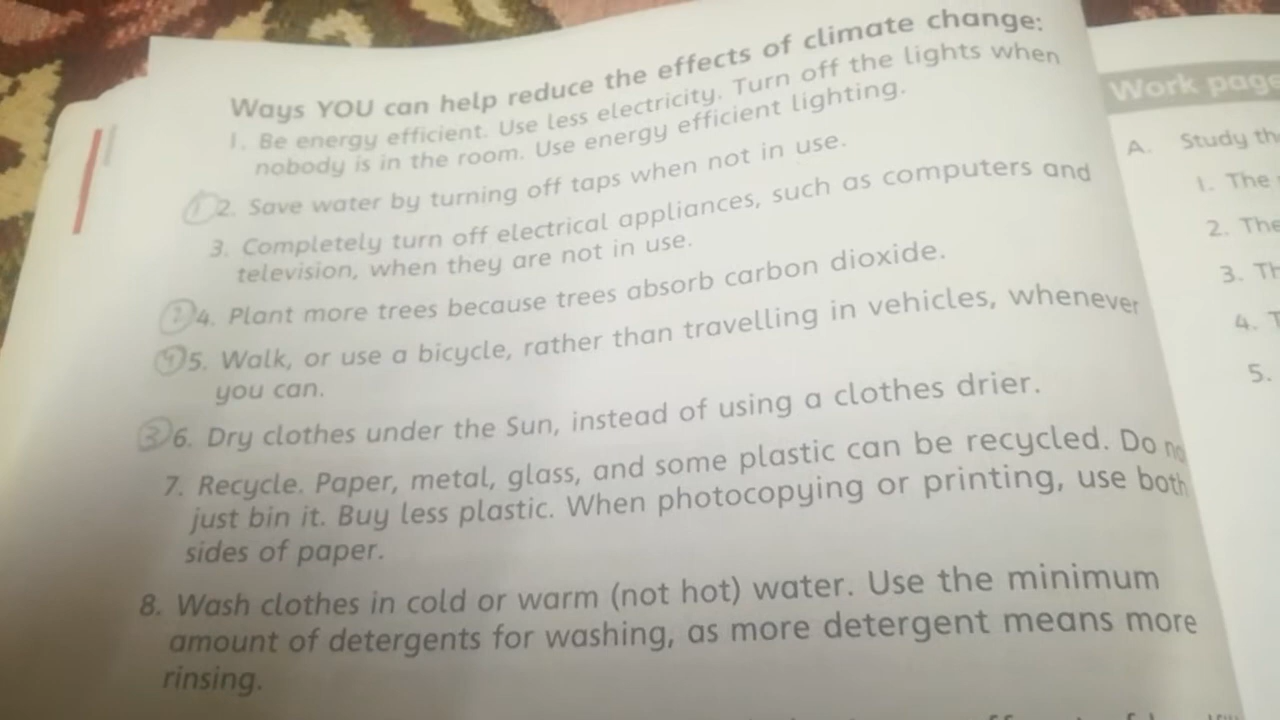 Ways YOU can help reduce the effects of climate change:
1. Be energy efficient. Use less electricity. Turn off the lights when
nobody is in the room. Use energy efficient lighting.
1 2. Save water by turning off taps when not in use.
3. Completely turn off electrical appliances, such as computers and
television, when they are not in use.
2 4. Plant more trees because trees absorb carbon dioxide.
4 5. Walk, or use a bicycle, rather than travelling in vehicles, whenever
you can.
3 6. Dry clothes under the Sun, instead of using a clothes drier.
7. Recycle. Paper, metal, glass, and some plastic can be recycled. Do
just bin it. Buy less plastic. When photocopying or printing, use both
sides of paper.
8. Wash clothes in cold or warm (not hot) water. Use the minimum
amount of detergents for washing, as more detergent means more
rinsing.
Work page
A. Study
1. The
2. The
3.
4.
5.